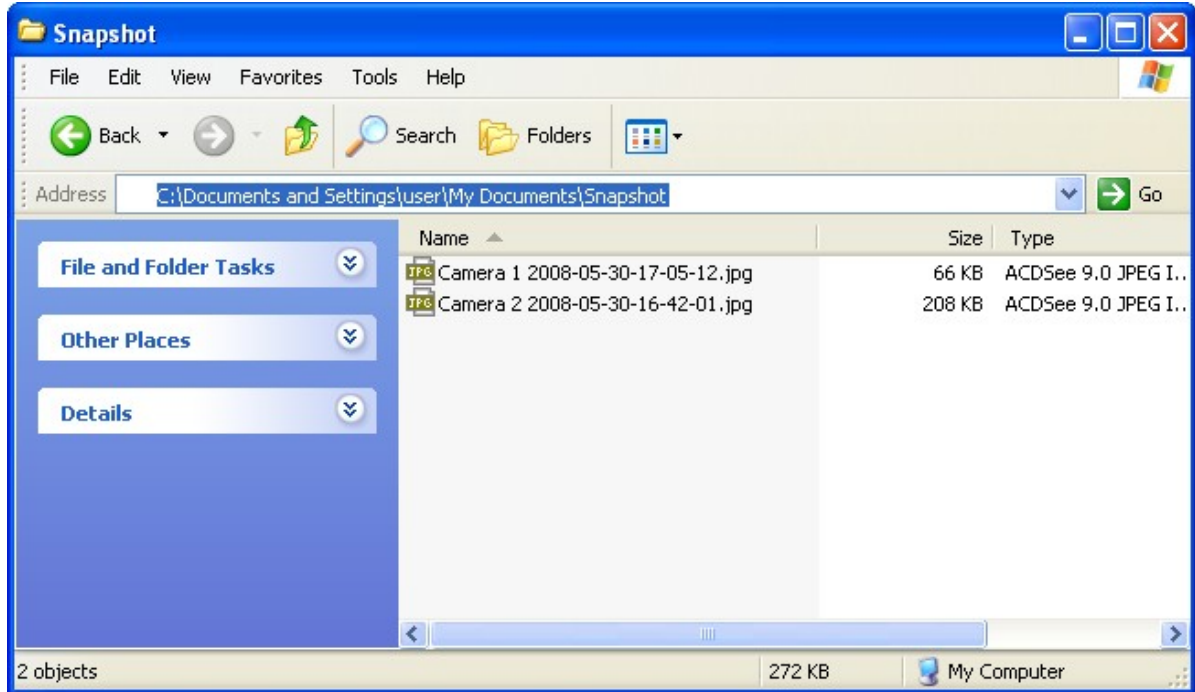 Snapshot
File Edit View Favorites Tools Help
Back Search Folders
Address C:\Documents and Settings\user\My Documents\Snapshot Go
File and Folder Tasks
Other Places
Details
Name Size Type
JPG Camera 1 2008-05-30-17-05-12.jpg 66 KB ACDSee 9.0 JPEG I...
JPG Camera 2 2008-05-30-16-42-01.jpg 208 KB ACDSee 9.0 JPEG I...
2 objects 272 KB My Computer